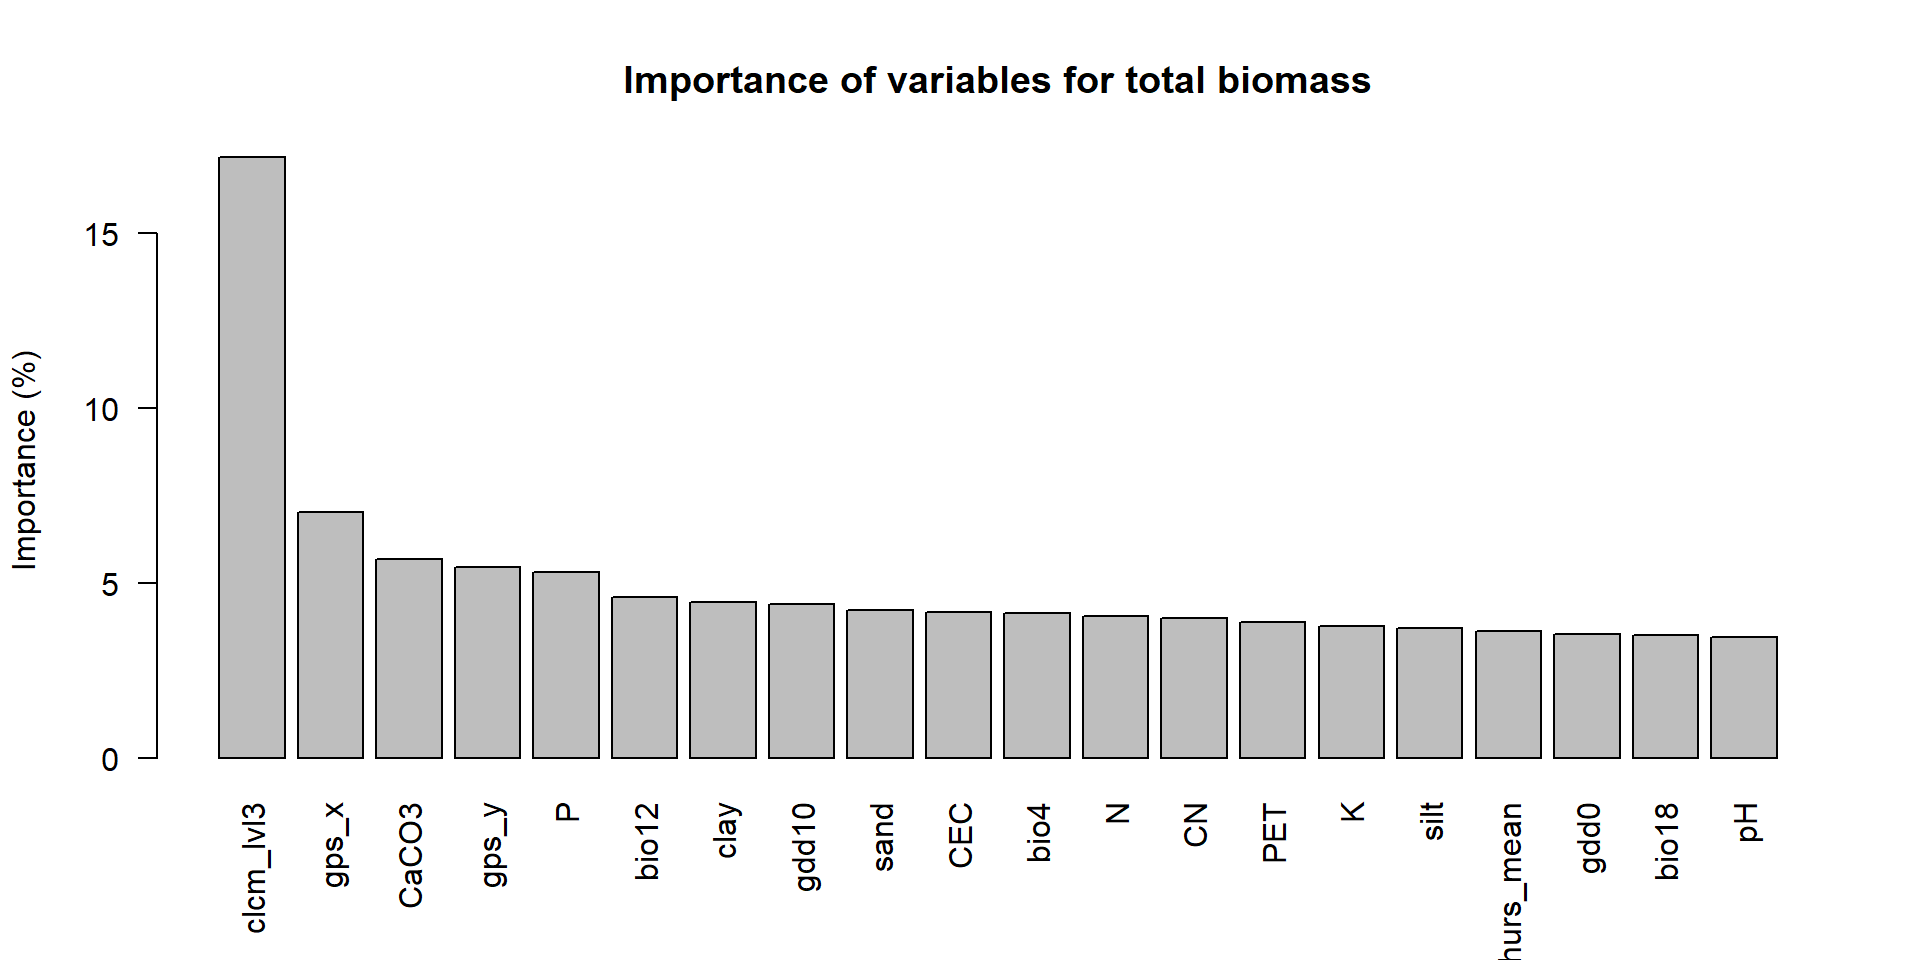 Importance of variables for total biomass
Importance (%)
15
10
5
0
clcm_lvl3
gps_x
CaCO3
gps_y
P
bio12
clay
gdd10
sand
CEC
bio4
N
CN
PET
K
silt
hurs_mean
gdd0
bio18
pH